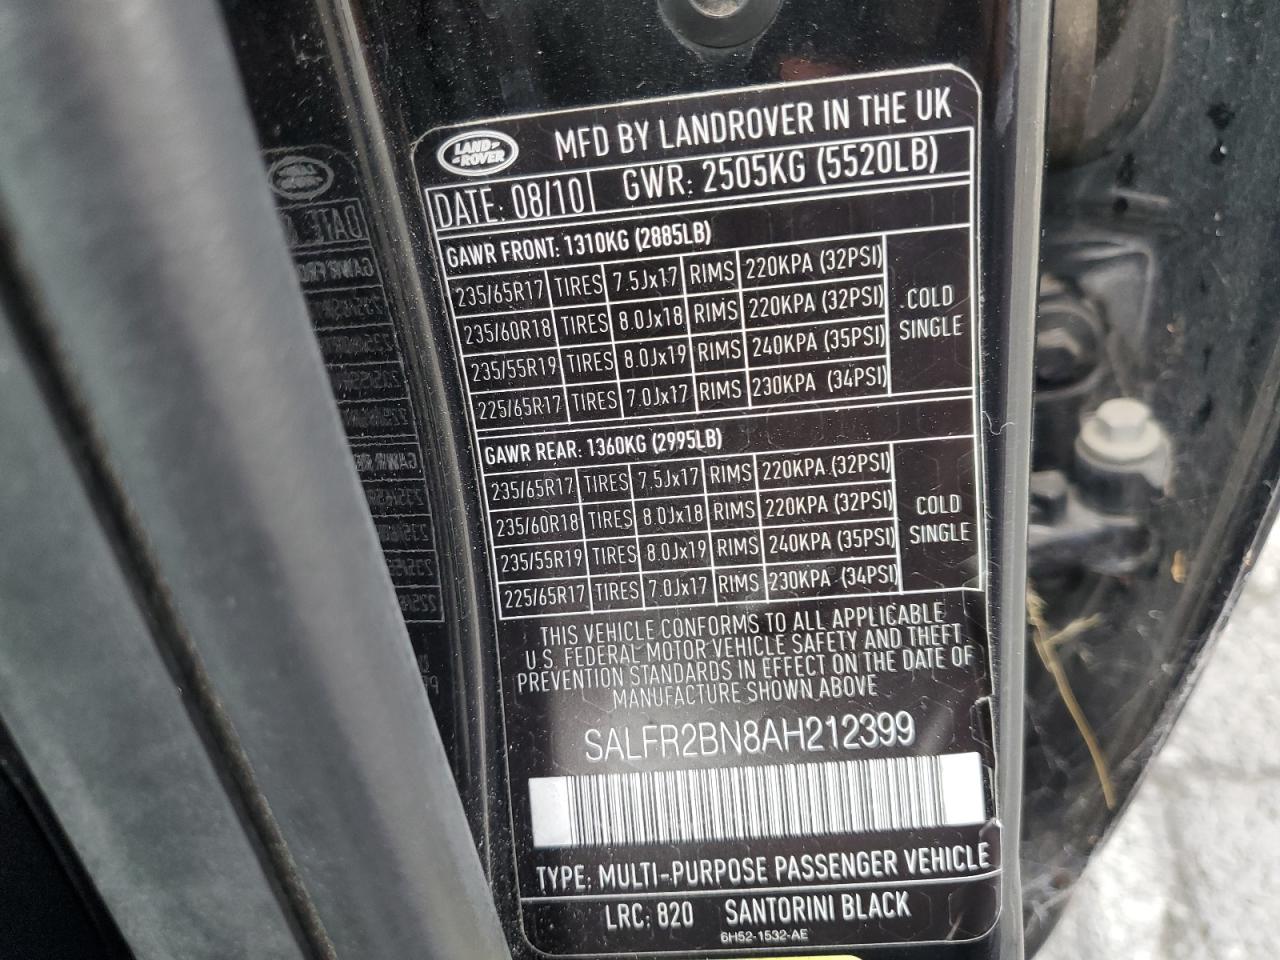 LAND ROVER MFD BY LANDROVER IN THE UK
DATE: 08/10 GWR: 2505KG (5520LB)
GAWR FRONT: 1310KG (2885LB)
235/65R17 TIRES 7.5Jx17 RIMS 220KPA (32PSI)
235/60R18 TIRES 8.0Jx18 RIMS 220KPA (32PSI)
235/55R19 TIRES 8.0Jx19 RIMS 240KPA (35PSI)
225/65R17 TIRES 7.0Jx17 RIMS 230KPA (34PSI)
COLD
SINGLE
GAWR REAR: 1360KG (2995LB)
235/65R17 TIRES 7.5Jx17 RIMS 220KPA (32PSI)
235/60R18 TIRES 8.0Jx18 RIMS 220KPA (32PSI)
235/55R19 TIRES 8.0Jx19 RIMS 240KPA (35PSI)
225/65R17 TIRES 7.0Jx17 RIMS 230KPA (34PSI)
COLD
SINGLE
THIS VEHICLE CONFORMS TO ALL APPLICABLE
U.S. FEDERAL MOTOR VEHICLE SAFETY AND THEFT
PREVENTION STANDARDS IN EFFECT ON THE DATE OF
MANUFACTURE SHOWN ABOVE
SALFR2BN8AH212399
TYPE: MULTI-PURPOSE PASSENGER VEHICLE
LRC: 820 SANTORINI BLACK
6H52-1532-AE